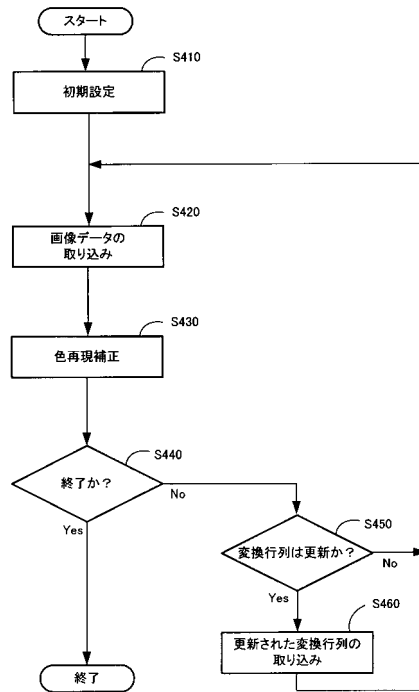 スタート
S410
初期設定
S420
画像データの
取り込み
S430
色再現補正
S440
終了か?
No
Yes
S450
変換行列は更新か?
No
Yes
S460
更新された変換行列の
取り込み
終了